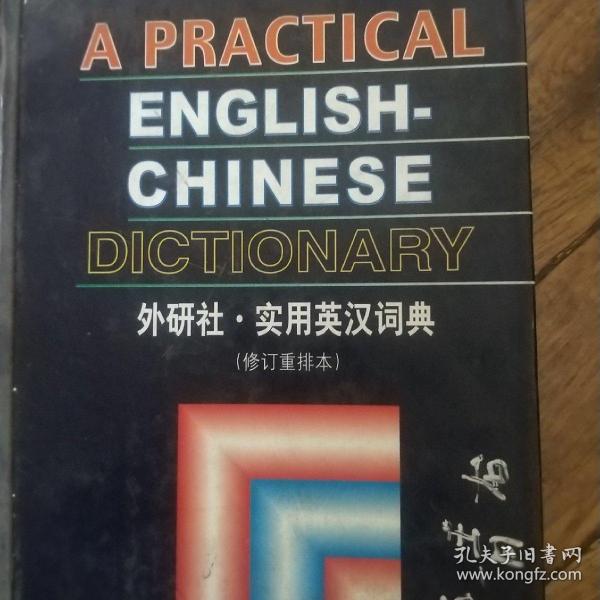 A PRACTICAL
ENGLISH-
CHINESE
DICTIONARY
外研社·实用英汉词典
(修订重排本)
孔夫子旧书网
www.kongfz.com